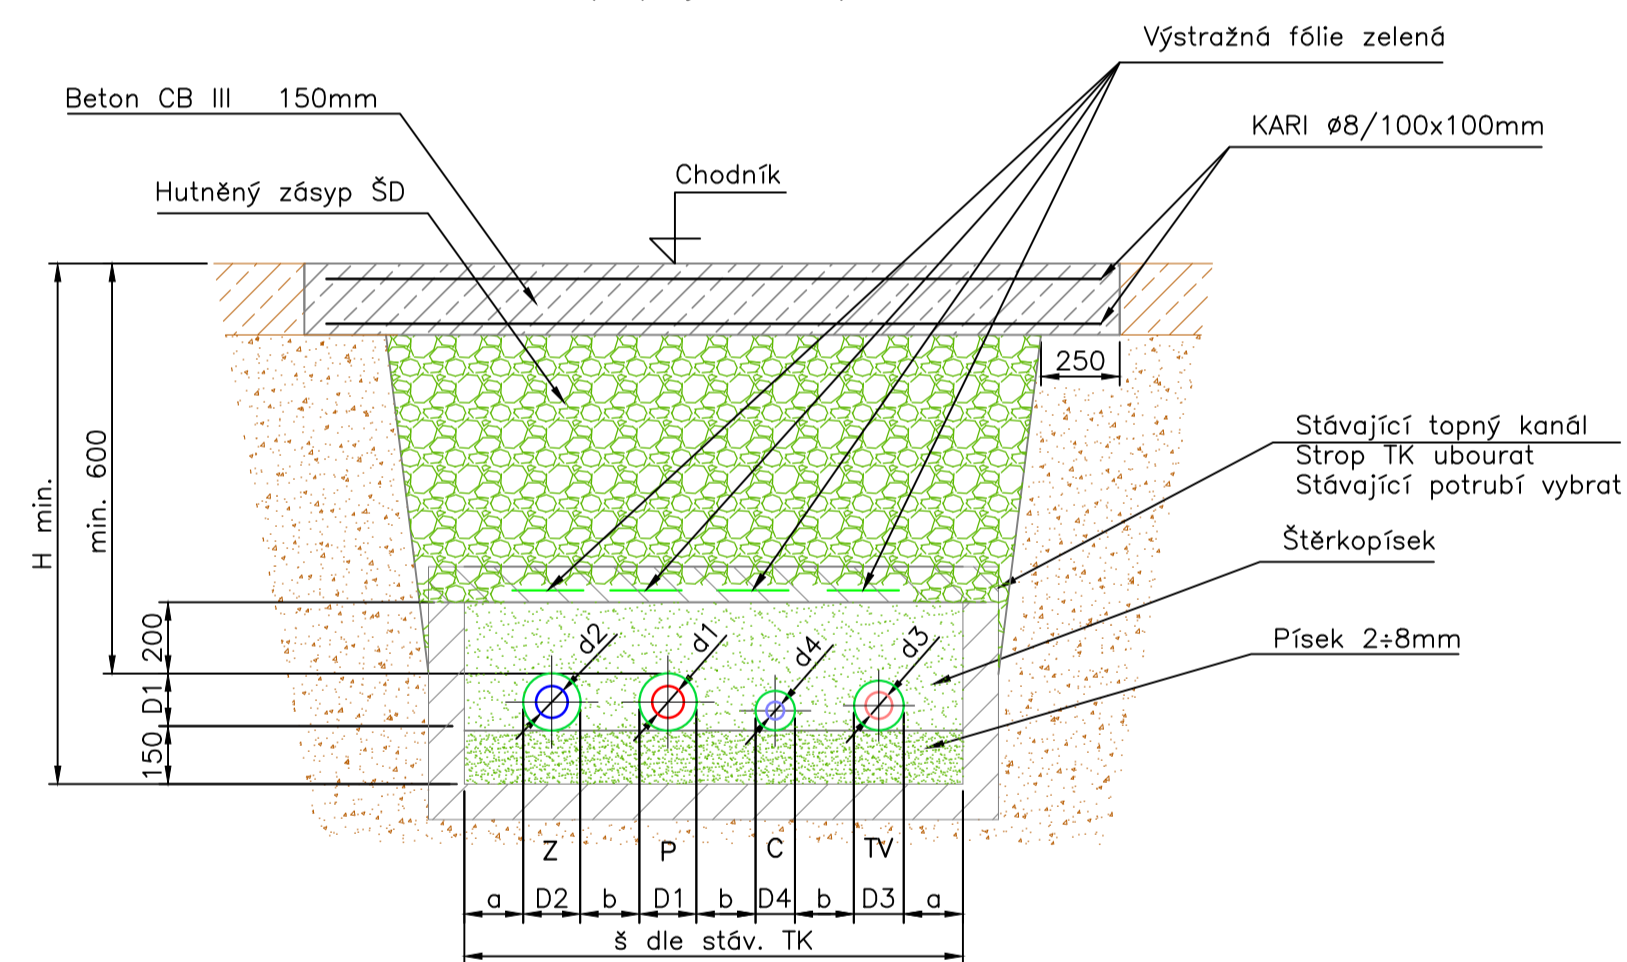 Výstražná fólie zelená
Beton CB III 150mm
KARI ø8/100x100mm
Chodník
Hutněný zásyp ŠD
250
Stávající topný kanál
Strop TK ubourat
Stávající potrubí vybrat
min. 600
H min.
Štěrkopísek
200
d2
d1
d4
d3
Písek 2÷8mm
D1
150
Z
P
C
TV
a
D2
b
D1
b
D4
b
D3
a
š dle stáv. TK